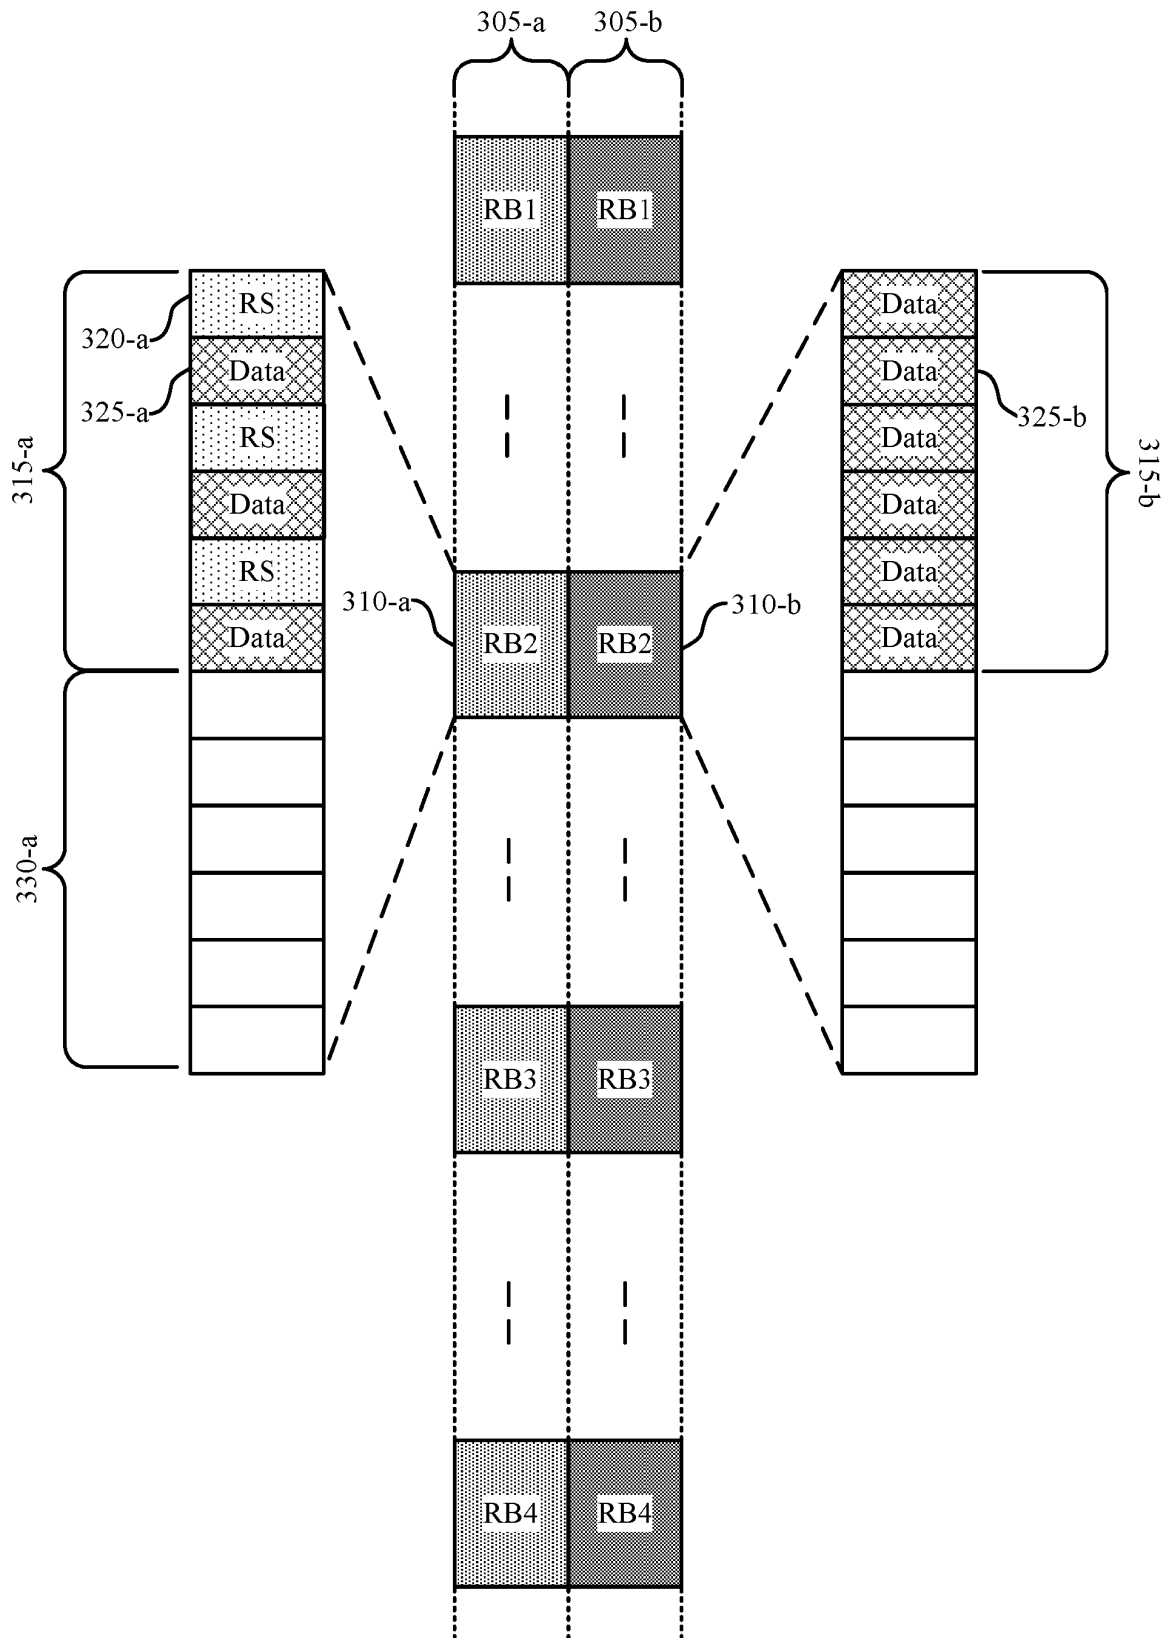 305-a 305-b
RB1 RB1
RS Data
320-a
Data Data
325-a 325-b
RS Data
315-a 315-b
Data Data
RS Data
310-a 310-b
Data RB2 RB2 Data
330-a
RB3 RB3
RB4 RB4